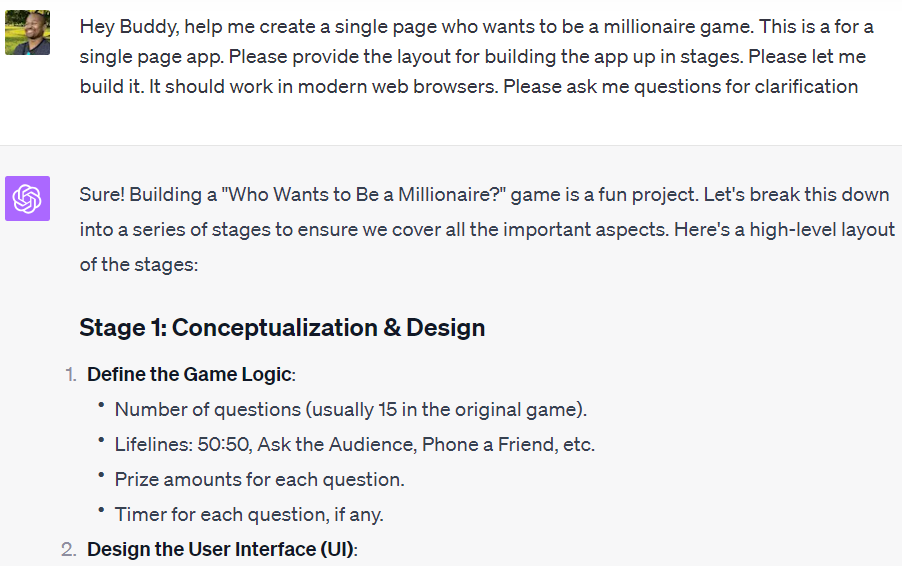 Hey Buddy, help me create a single page who wants to be a millionaire game. This is a for a
single page app. Please provide the layout for building the app up in stages. Please let me
build it. It should work in modern web browsers. Please ask me questions for clarification
Sure! Building a "Who Wants to Be a Millionaire?" game is a fun project. Let's break this down
into a series of stages to ensure we cover all the important aspects. Here's a high-level layout
of the stages:
Stage 1: Conceptualization & Design
1. Define the Game Logic:
• Number of questions (usually 15 in the original game).
• Lifelines: 50:50, Ask the Audience, Phone a Friend, etc.
• Prize amounts for each question.
• Timer for each question, if any.
2. Design the User Interface (UI):